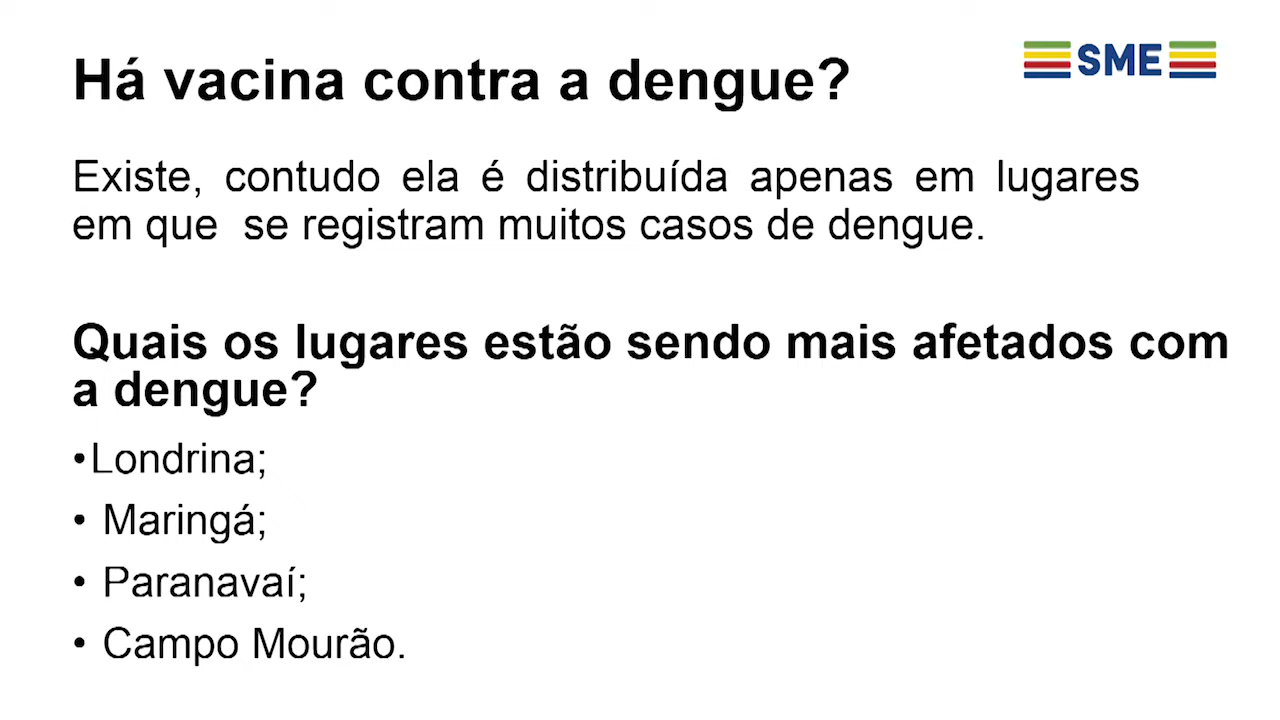 Há vacina contra a dengue?
SME
Existe, contudo ela é distribuída apenas em lugares
em que se registram muitos casos de dengue.
Quais os lugares estão sendo mais afetados com
a dengue?
•Londrina;
• Maringá;
• Paranavaí;
• Campo Mourão.